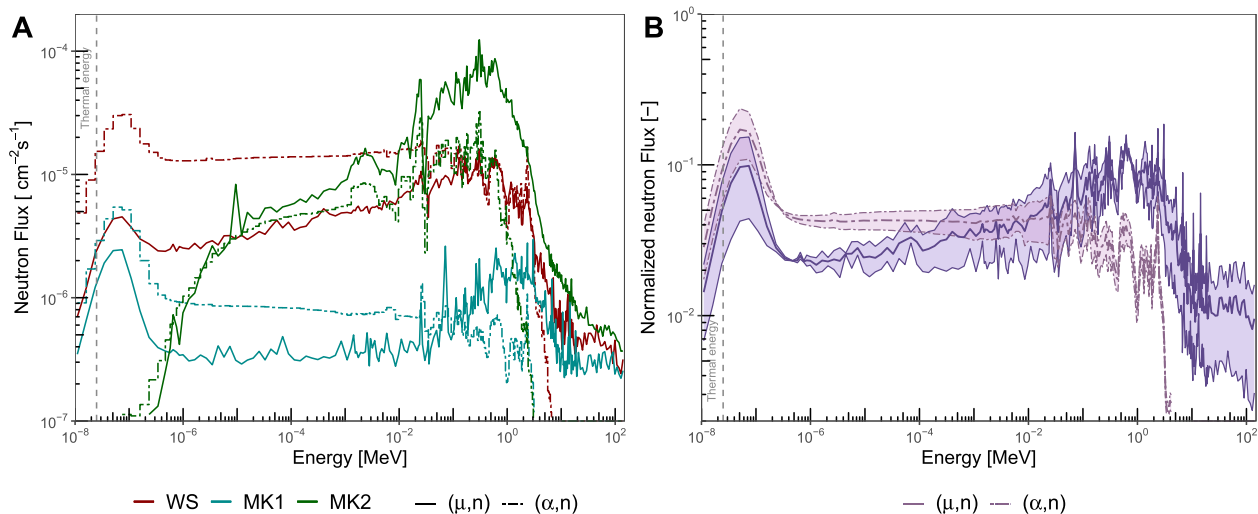 A
B
Neutron Flux [ cm⁻²s⁻¹]
10⁻⁴
10⁻⁵
10⁻⁶
10⁻⁷
Thermal energy
10⁻⁸
10⁻⁶
10⁻⁴
10⁻²
10⁰
10²
Energy [MeV]
WS MK1 MK2 (μ,n) (α,n)
Normalized neutron Flux [−]
10⁰
10⁻¹
10⁻²
Thermal energy
10⁻⁸
10⁻⁶
10⁻⁴
10⁻²
10⁰
10²
Energy [MeV]
(μ,n) (α,n)